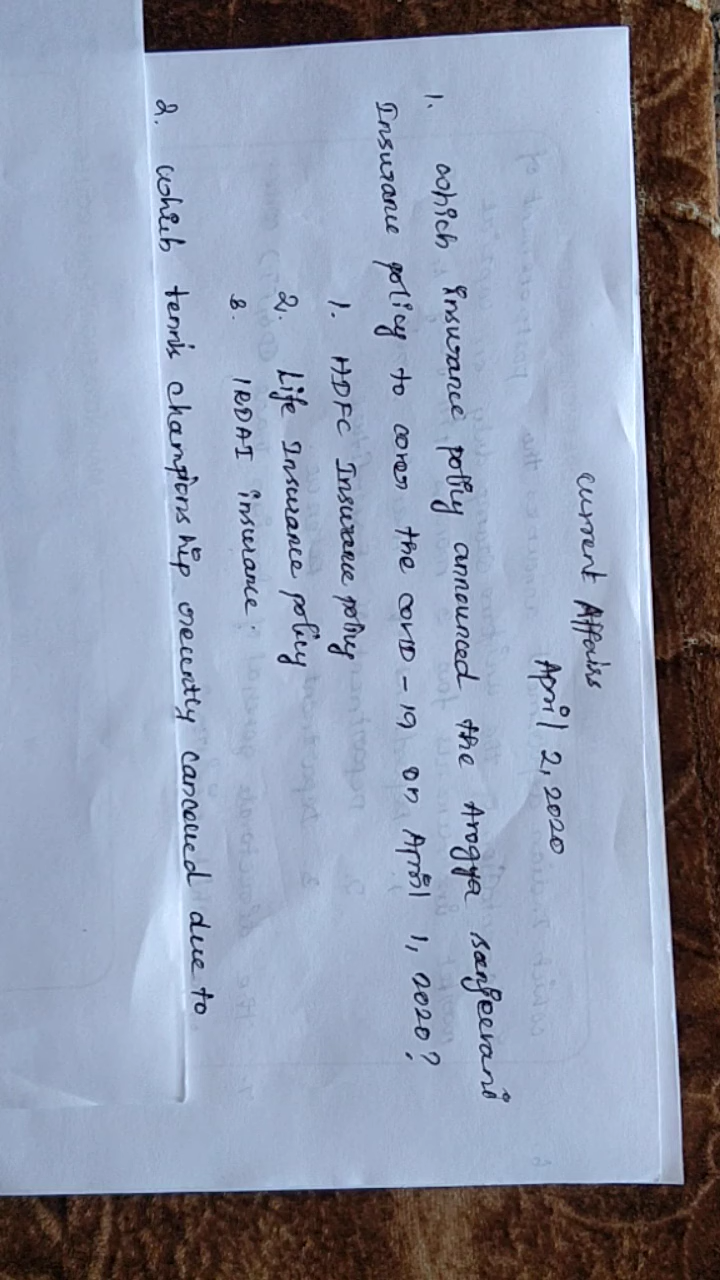 Current Affairs
April 2, 2020
1. which insurance poliy announced the Arogya sanjeevani
Insurance policy to cover the covID-19 on April 1, 2020?
1. HDFC Insurance policy
2. Life Insurance policy
3. IRDAI insurance.
2. which tennis championship recently cancelled due to